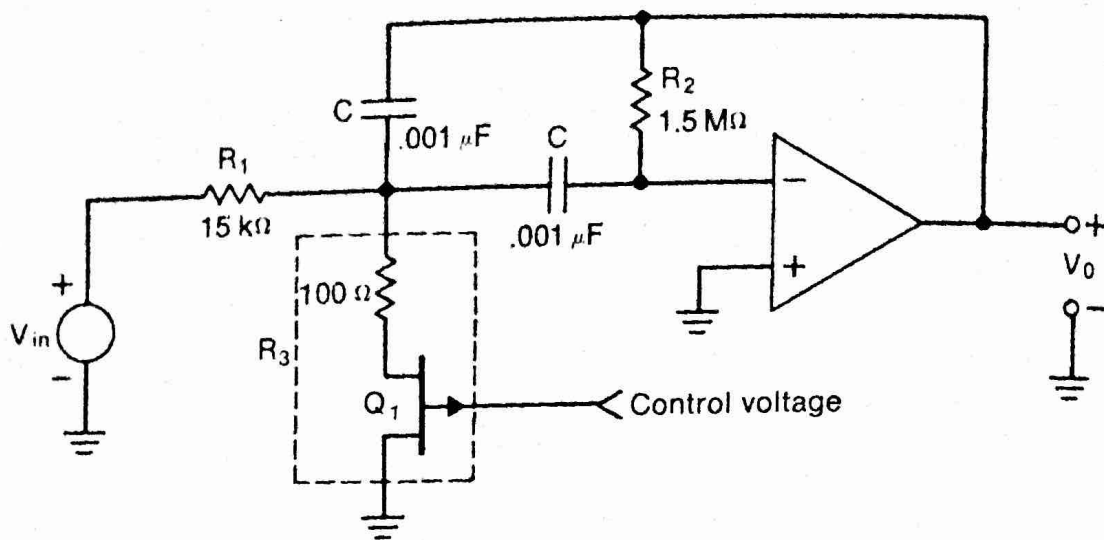 R2
1.5 MΩ
C
.001 μF
C
.001 μF
R1
15 kΩ
−
+
+
V0
−
+
Vin
−
100 Ω
R3
Q1
Control voltage